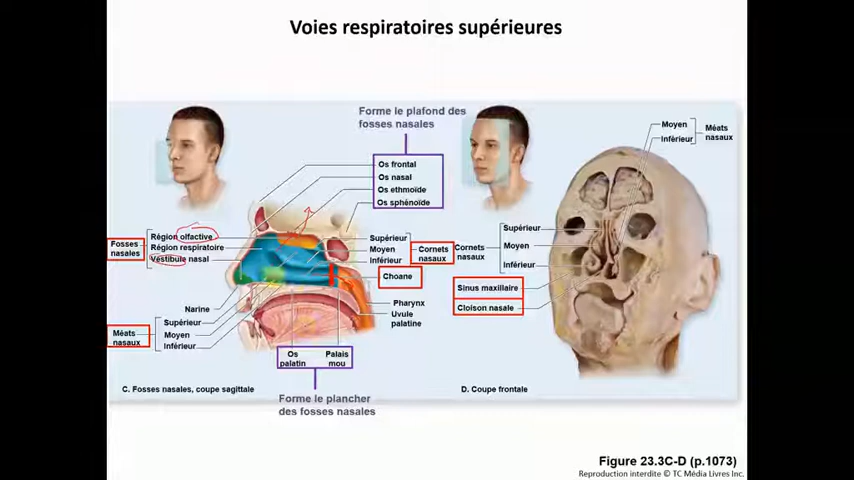 Voies respiratoires supérieures
Forme le plafond des
fosses nasales
Os frontal
Os nasal
Os ethmoïde
Os sphénoïde
Fosses
nasales
Région olfactive
Région respiratoire
Vestibule nasal
Supérieur
Moyen
Inférieur
Cornets
nasaux
Choane
Narine
Pharynx
Uvule
palatine
Méats
nasaux
Supérieur
Moyen
Inférieur
Os
palatin
Palais
mou
C. Fosses nasales, coupe sagittale
Forme le plancher
des fosses nasales
Moyen
Inférieur
Méats
nasaux
Cornets
nasaux
Supérieur
Moyen
Inférieur
Sinus maxillaire
Cloison nasale
D. Coupe frontale
Figure 23.3C-D (p.1073)
Reproduction interdite © TC Média Livres Inc.